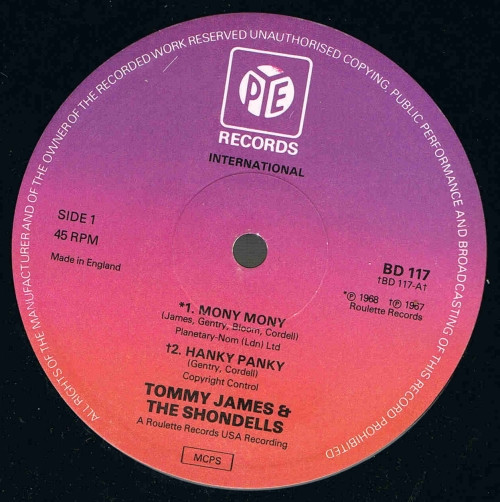 ALL RIGHTS OF THE MANUFACTURER AND OF THE OWNER OF THE RECORDED WORK RESERVED UNAUTHORISED COPYING, PUBLIC PERFORMANCE AND BROADCASTING OF THIS RECORD PROHIBITED
PYE
RECORDS
INTERNATIONAL
SIDE 1
45 RPM
Made in England
BD 117
†BD 117-A†
*℗ 1968 †℗ 1967
Roulette Records
*1. MONY MONY
(James, Gentry, Bloom, Cordell)
Planetary-Nom (Ldn) Ltd
†2. HANKY PANKY
(Gentry, Cordell)
Copyright Control
TOMMY JAMES &
THE SHONDELLS
A Roulette Records USA Recording
MCPS